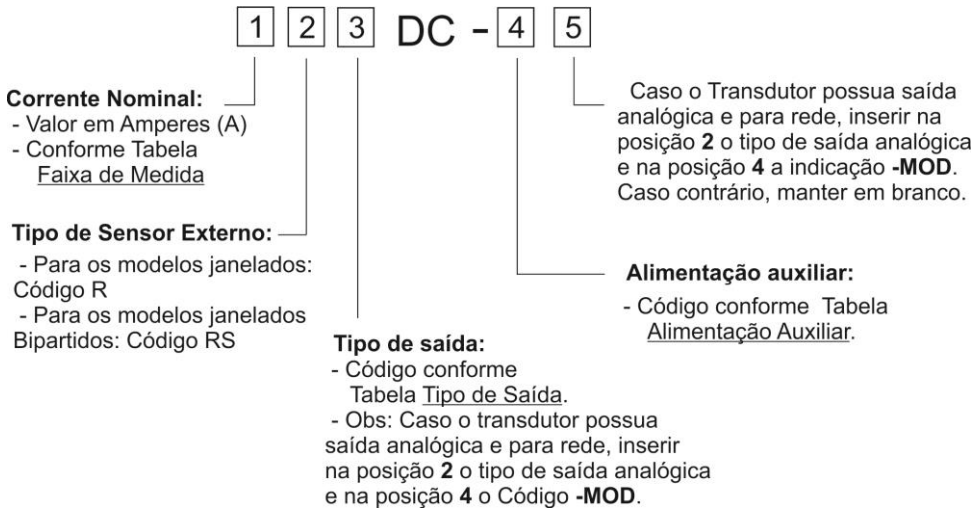 1 2 3 DC - 4 5
Corrente Nominal:
- Valor em Amperes (A)
- Conforme Tabela
Faixa de Medida
Tipo de Sensor Externo:
- Para os modelos janelados:
Código R
- Para os modelos janelados
Bipartidos: Código RS
Tipo de saída:
- Código conforme
Tabela Tipo de Saída.
- Obs: Caso o transdutor possua
saída analógica e para rede, inserir
na posição 2 o tipo de saída analógica
e na posição 4 o Código -MOD.
Alimentação auxiliar:
- Código conforme Tabela
Alimentação Auxiliar.
Caso o Transdutor possua saída
analógica e para rede, inserir na
posição 2 o tipo de saída analógica
e na posição 4 a indicação -MOD.
Caso contrário, manter em branco.